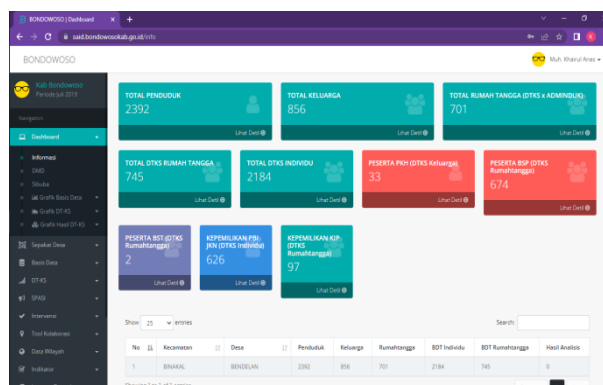 BONDOWOSO | Dashboard
said.bondowosokab.go.id/info
BONDOWOSO
Muh. Khairul Anas
Kab Bondowoso
Periode Juli 2019
Navigation
Dashboard
Informasi
DMD
Sibuba
Grafik Basis Data
Grafik DT-KS
Grafik Hasil DT-KS
Sepakat Desa
Basis Data
DT-KS
SPASI
Intervensi
Tool Kolaborasi
Data Wilayah
Indikator
TOTAL PENDUDUK
2392
Lihat Detil
TOTAL KELUARGA
856
Lihat Detil
TOTAL RUMAH TANGGA (DTKS x ADMINDUK)
701
Lihat Detil
TOTAL DTKS RUMAH TANGGA
745
Lihat Detil
TOTAL DTKS INDIVIDU
2184
Lihat Detil
PESERTA PKH (DTKS Keluarga)
33
Lihat Detil
PESERTA BSP (DTKS
Rumahtangga)
674
Lihat Detil
PESERTA BST (DTKS
Rumahtangga)
2
Lihat Detil
KEPEMILIKAN PBI
JKN (DTKS Individu)
626
Lihat Detil
KEPEMILIKAN KIP
(DTKS
Rumahtangga)
97
Lihat Detil
Show 25 entries
Search:
No Kecamatan Desa Penduduk Keluarga Rumahtangga BDT Individu BDT Rumahtangga Hasil Analisis
1 BINAKAL BENDELAN 2392 856 701 2184 745 0